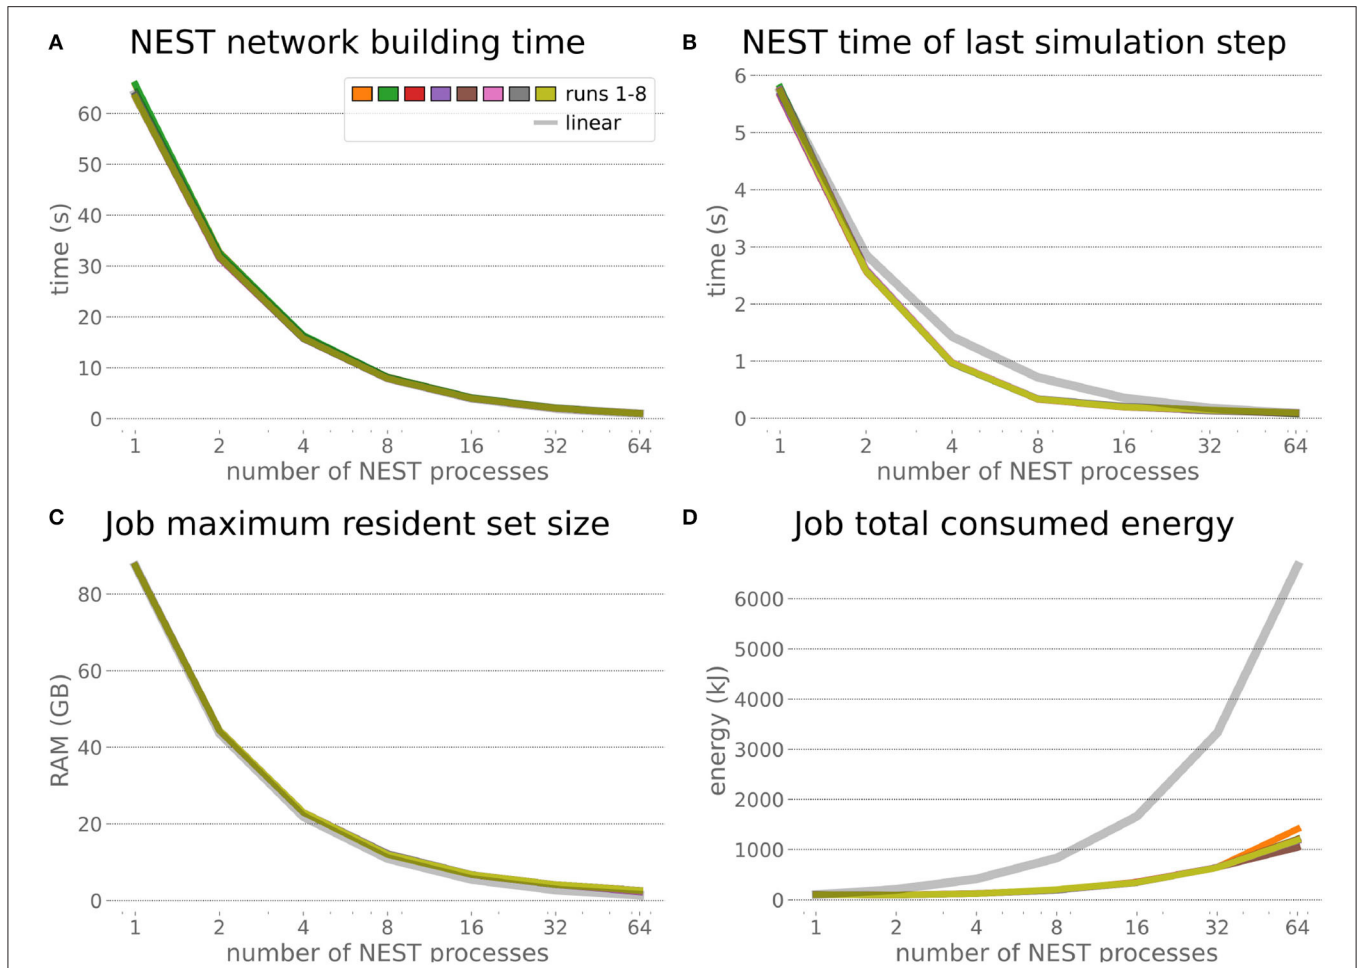 A NEST network building time
runs 1-8
linear
60
50
40
30
20
10
0
time (s)
1 2 4 8 16 32 64
number of NEST processes
B NEST time of last simulation step
6
5
4
3
2
1
0
time (s)
1 2 4 8 16 32 64
number of NEST processes
C Job maximum resident set size
80
60
40
20
0
RAM (GB)
1 2 4 8 16 32 64
number of NEST processes
D Job total consumed energy
6000
5000
4000
3000
2000
1000
0
energy (kJ)
1 2 4 8 16 32 64
number of NEST processes